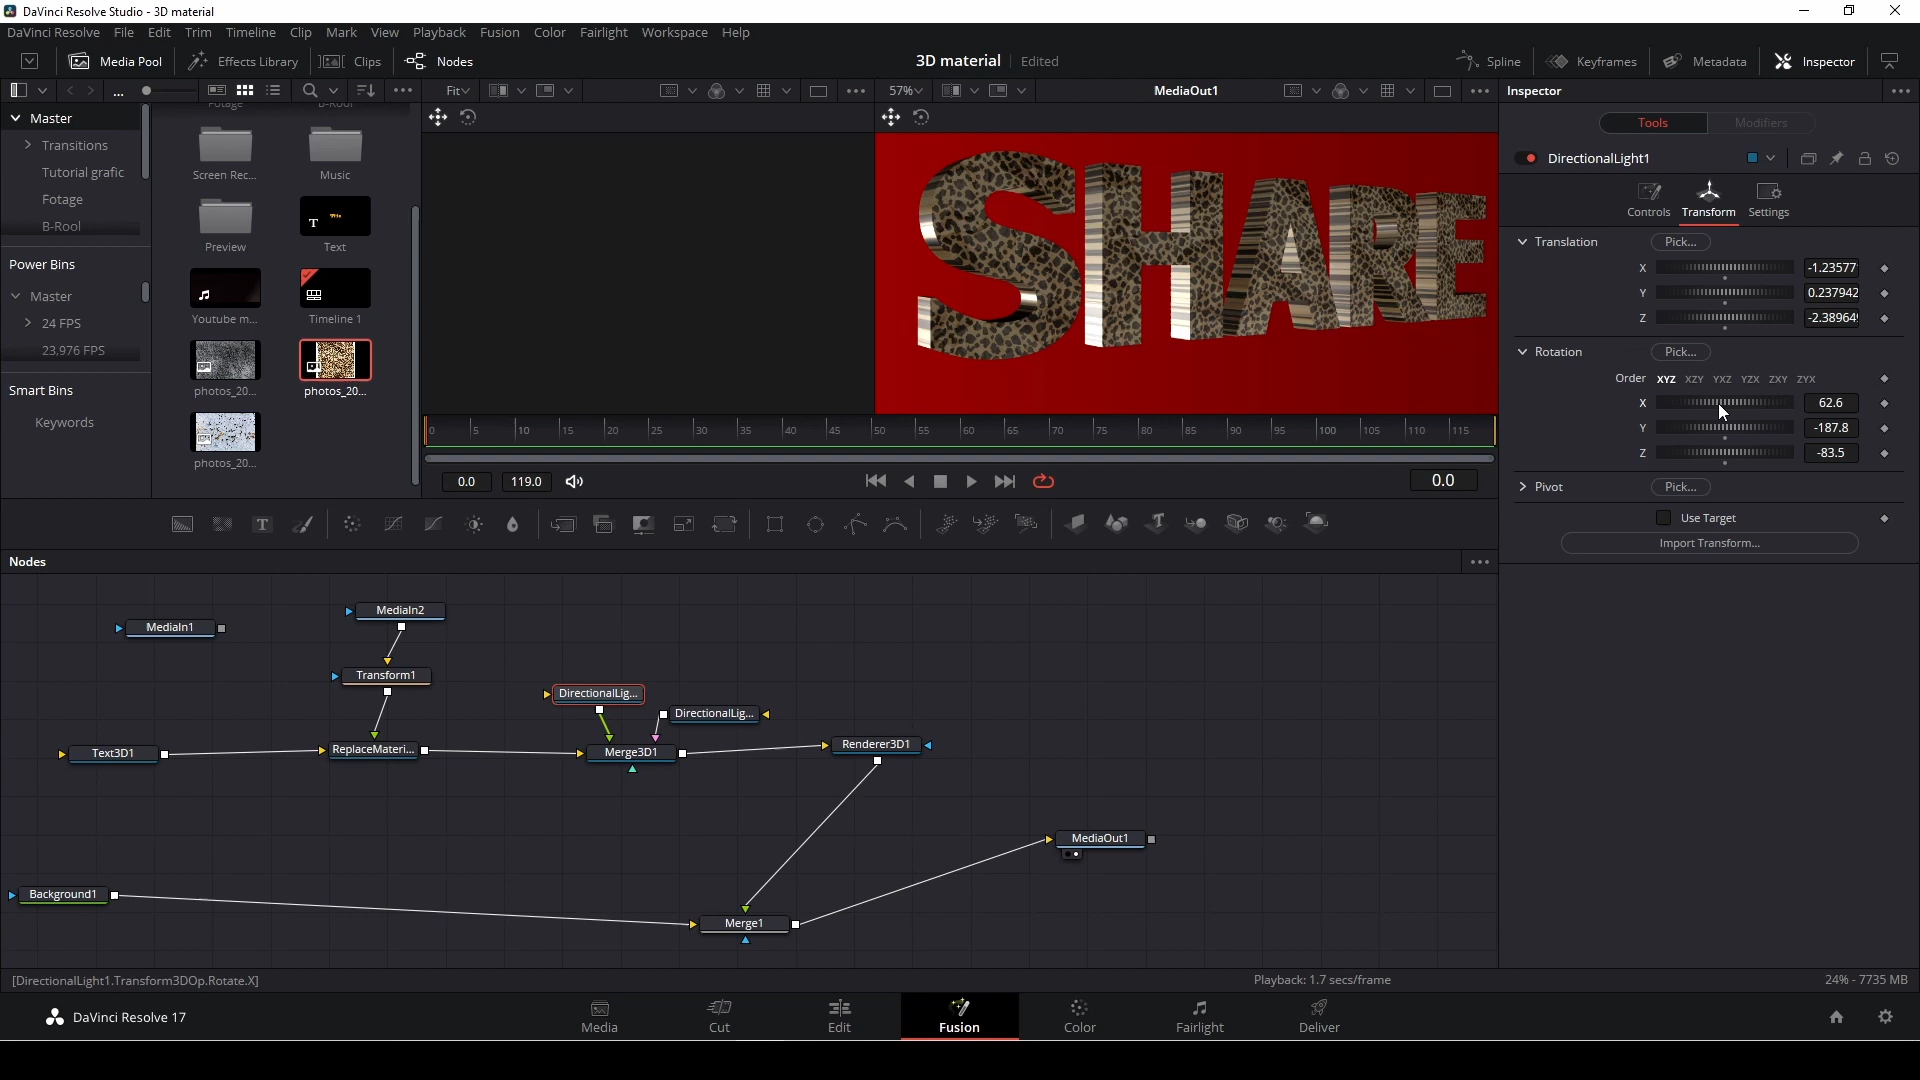 DaVinci Resolve Studio - 3D material
DaVinci Resolve File Edit Trim Timeline Clip Mark View Playback Fusion Color Fairlight Workspace Help
Media Pool Effects Library Clips Nodes 3D material Edited Spline Keyframes Metadata Inspector
... Fit 57% MediaOut1 Inspector
Master
Transitions
Tutorial grafic
Fotage
B-Rool
Power Bins
Master
24 FPS
23,976 FPS
Smart Bins
Keywords
Fotage B-Rool
Screen Rec... Music
Preview Text
Youtube m... Timeline 1
photos_20... photos_20...
photos_20...
SHARE
0 5 10 15 20 25 30 35 40 45 50 55 60 65 70 75 80 85 90 95 100 105 110 115
0.0 119.0 0.0
Tools Modifiers
DirectionalLight1
Controls Transform Settings
Translation Pick...
X -1.23577
Y 0.237942
Z -2.38964
Rotation Pick...
Order XYZ XZY YXZ YZX ZXY ZYX
X 62.6
Y -187.8
Z -83.5
Pivot Pick...
Use Target
Import Transform...
Nodes
MediaIn2
MediaIn1
Transform1
DirectionalLig...
DirectionalLig...
Text3D1 ReplaceMateri... Merge3D1 Renderer3D1
MediaOut1
Background1
Merge1
[DirectionalLight1.Transform3DOp.Rotate.X] Playback: 1.7 secs/frame 24% - 7735 MB
DaVinci Resolve 17 Media Cut Edit Fusion Color Fairlight Deliver